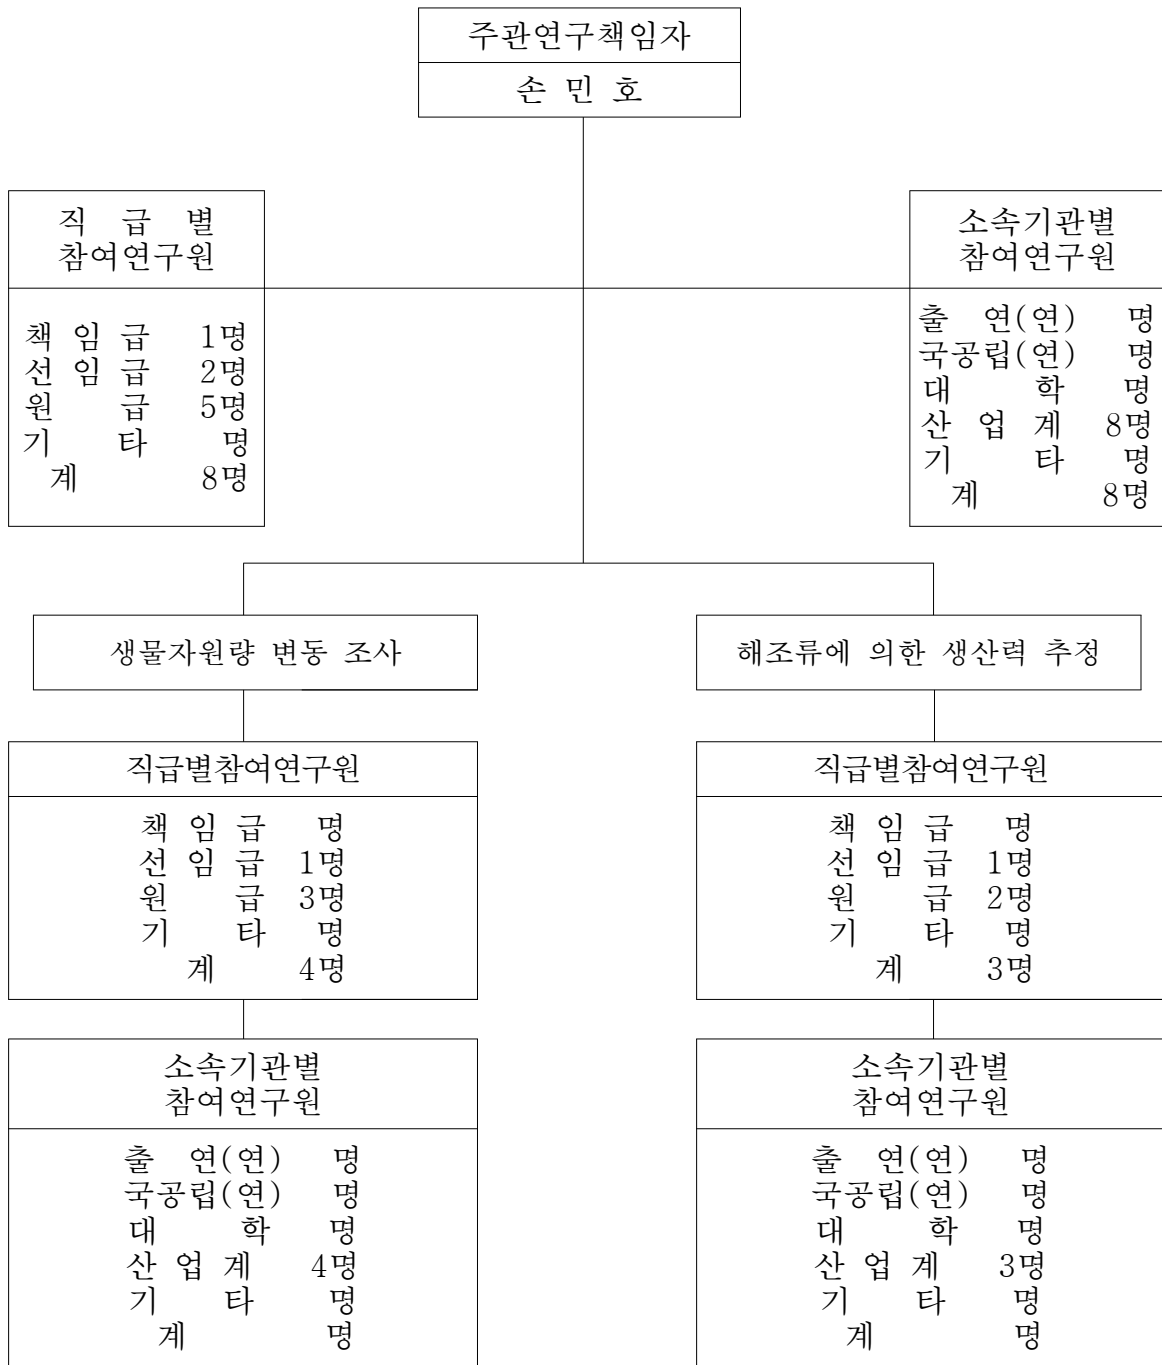 주관연구책임자
손 민 호
직 급 별
참여연구원
책 임 급 1명
선 임 급 2명
원 급 5명
기 타 명
계 8명
소속기관별
참여연구원
출 연(연) 명
국공립(연) 명
대 학 명
산 업 계 8명
기 타 명
계 8명
생물자원량 변동 조사
직급별참여연구원
책 임 급 명
선 임 급 1명
원 급 3명
기 타 명
계 4명
소속기관별
참여연구원
출 연(연) 명
국공립(연) 명
대 학 명
산 업 계 4명
기 타 명
계 명
해조류에 의한 생산력 추정
직급별참여연구원
책 임 급 명
선 임 급 1명
원 급 2명
기 타 명
계 3명
소속기관별
참여연구원
출 연(연) 명
국공립(연) 명
대 학 명
산 업 계 3명
기 타 명
계 명